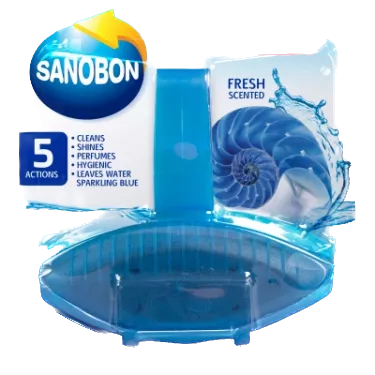 SANOBON
FRESH
SCENTED
5
ACTIONS
• CLEANS
• SHINES
• PERFUMES
• HYGIENIC
• LEAVES WATER
SPARKLING BLUE